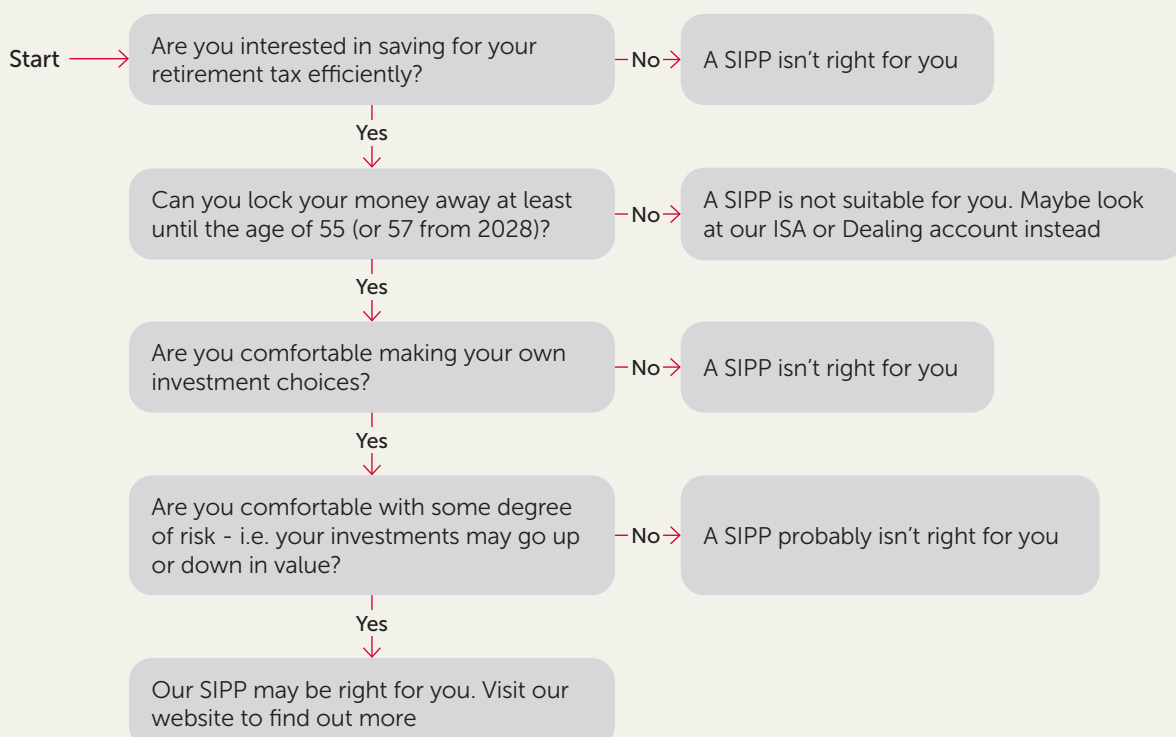 Start
Are you interested in saving for your
retirement tax efficiently?
No
A SIPP isn't right for you
Yes
Can you lock your money away at least
until the age of 55 (or 57 from 2028)?
No
A SIPP is not suitable for you. Maybe look
at our ISA or Dealing account instead
Yes
Are you comfortable making your own
investment choices?
No
A SIPP isn't right for you
Yes
Are you comfortable with some degree
of risk - i.e. your investments may go up
or down in value?
No
A SIPP probably isn't right for you
Yes
Our SIPP may be right for you. Visit our
website to find out more